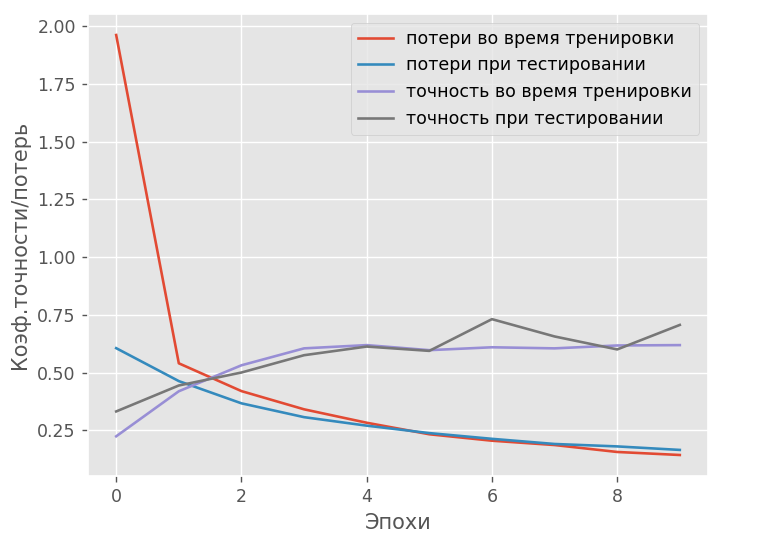 2.00
1.75
1.50
1.25
1.00
0.75
0.50
0.25
Коэф.точности/потерь
потери во время тренировки
потери при тестировании
точность во время тренировки
точность при тестировании
0 2 4 6 8
Эпохи